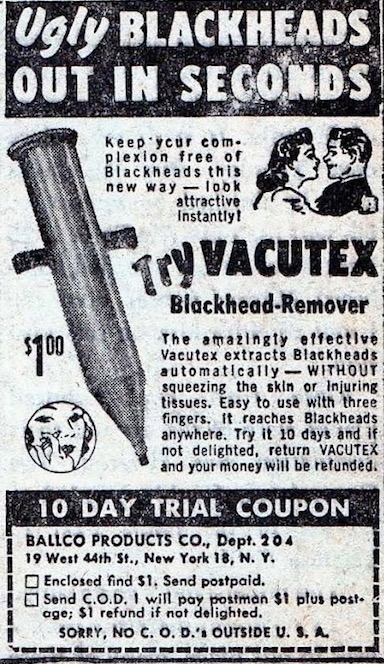 Ugly BLACKHEADS
OUT IN SECONDS
Keep your com-
plexion free of
Blackheads this
new way — look
attractive
instantly!
Try VACUTEX
Blackhead-Remover
$1.00
The amazingly effective
Vacutex extracts Blackheads
automatically — WITHOUT
squeezing the skin or injuring
tissues. Easy to use with three
fingers. It reaches Blackheads
anywhere. Try it 10 days and if
not delighted, return VACUTEX
and your money will be refunded.
10 DAY TRIAL COUPON
BALLCO PRODUCTS CO., Dept. 204
19 West 44th St., New York 18, N. Y.
Enclosed find $1. Send postpaid.
Send C.O.D. I will pay postman $1 plus post-
age; $1 refund if not delighted.
SORRY, NO C. O. D.'s OUTSIDE U. S. A.